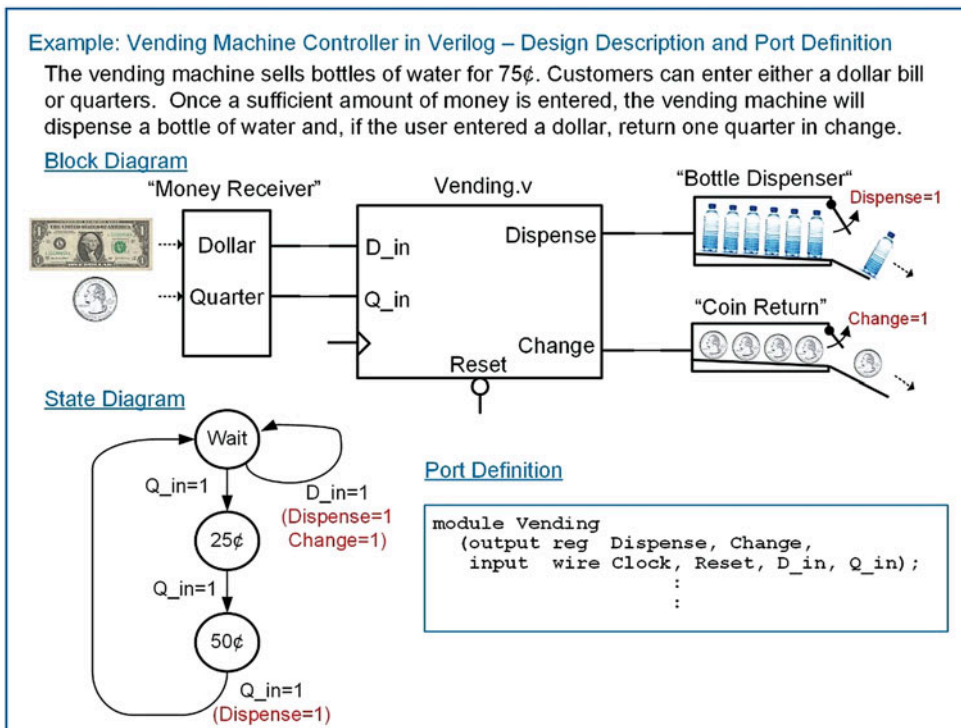 Example: Vending Machine Controller in Verilog – Design Description and Port Definition
The vending machine sells bottles of water for 75¢. Customers can enter either a dollar bill
or quarters.  Once a sufficient amount of money is entered, the vending machine will
dispense a bottle of water and, if the user entered a dollar, return one quarter in change.
Block Diagram
“Money Receiver”
Vending.v
“Bottle Dispenser“
Dispense=1
Dollar
D_in
Dispense
Quarter
Q_in
“Coin Return”
Change=1
Change
Reset
State Diagram
Wait
Q_in=1
D_in=1
(Dispense=1
Change=1)
25¢
Q_in=1
50¢
Q_in=1
(Dispense=1)
Port Definition
module Vending
(output reg  Dispense, Change,
input  wire Clock, Reset, D_in, Q_in);
:
: